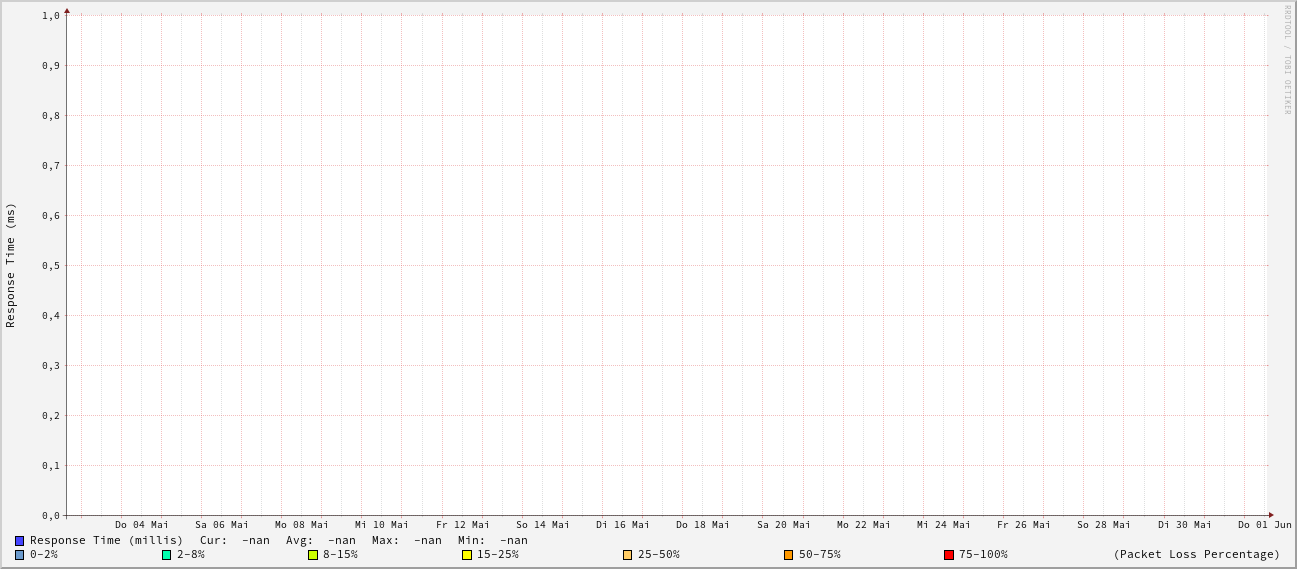 1,0
0,9
0,8
0,7
0,6
0,5
0,4
0,3
0,2
0,1
0,0
Response Time (ms)
RRDTOOL / TOBI OETIKER
Do 04 Mai Sa 06 Mai Mo 08 Mai Mi 10 Mai Fr 12 Mai So 14 Mai Di 16 Mai Do 18 Mai Sa 20 Mai Mo 22 Mai Mi 24 Mai Fr 26 Mai So 28 Mai Di 30 Mai Do 01 Jun
Response Time (millis) Cur: -nan Avg: -nan Max: -nan Min: -nan
0-2% 2-8% 8-15% 15-25% 25-50% 50-75% 75-100% (Packet Loss Percentage)